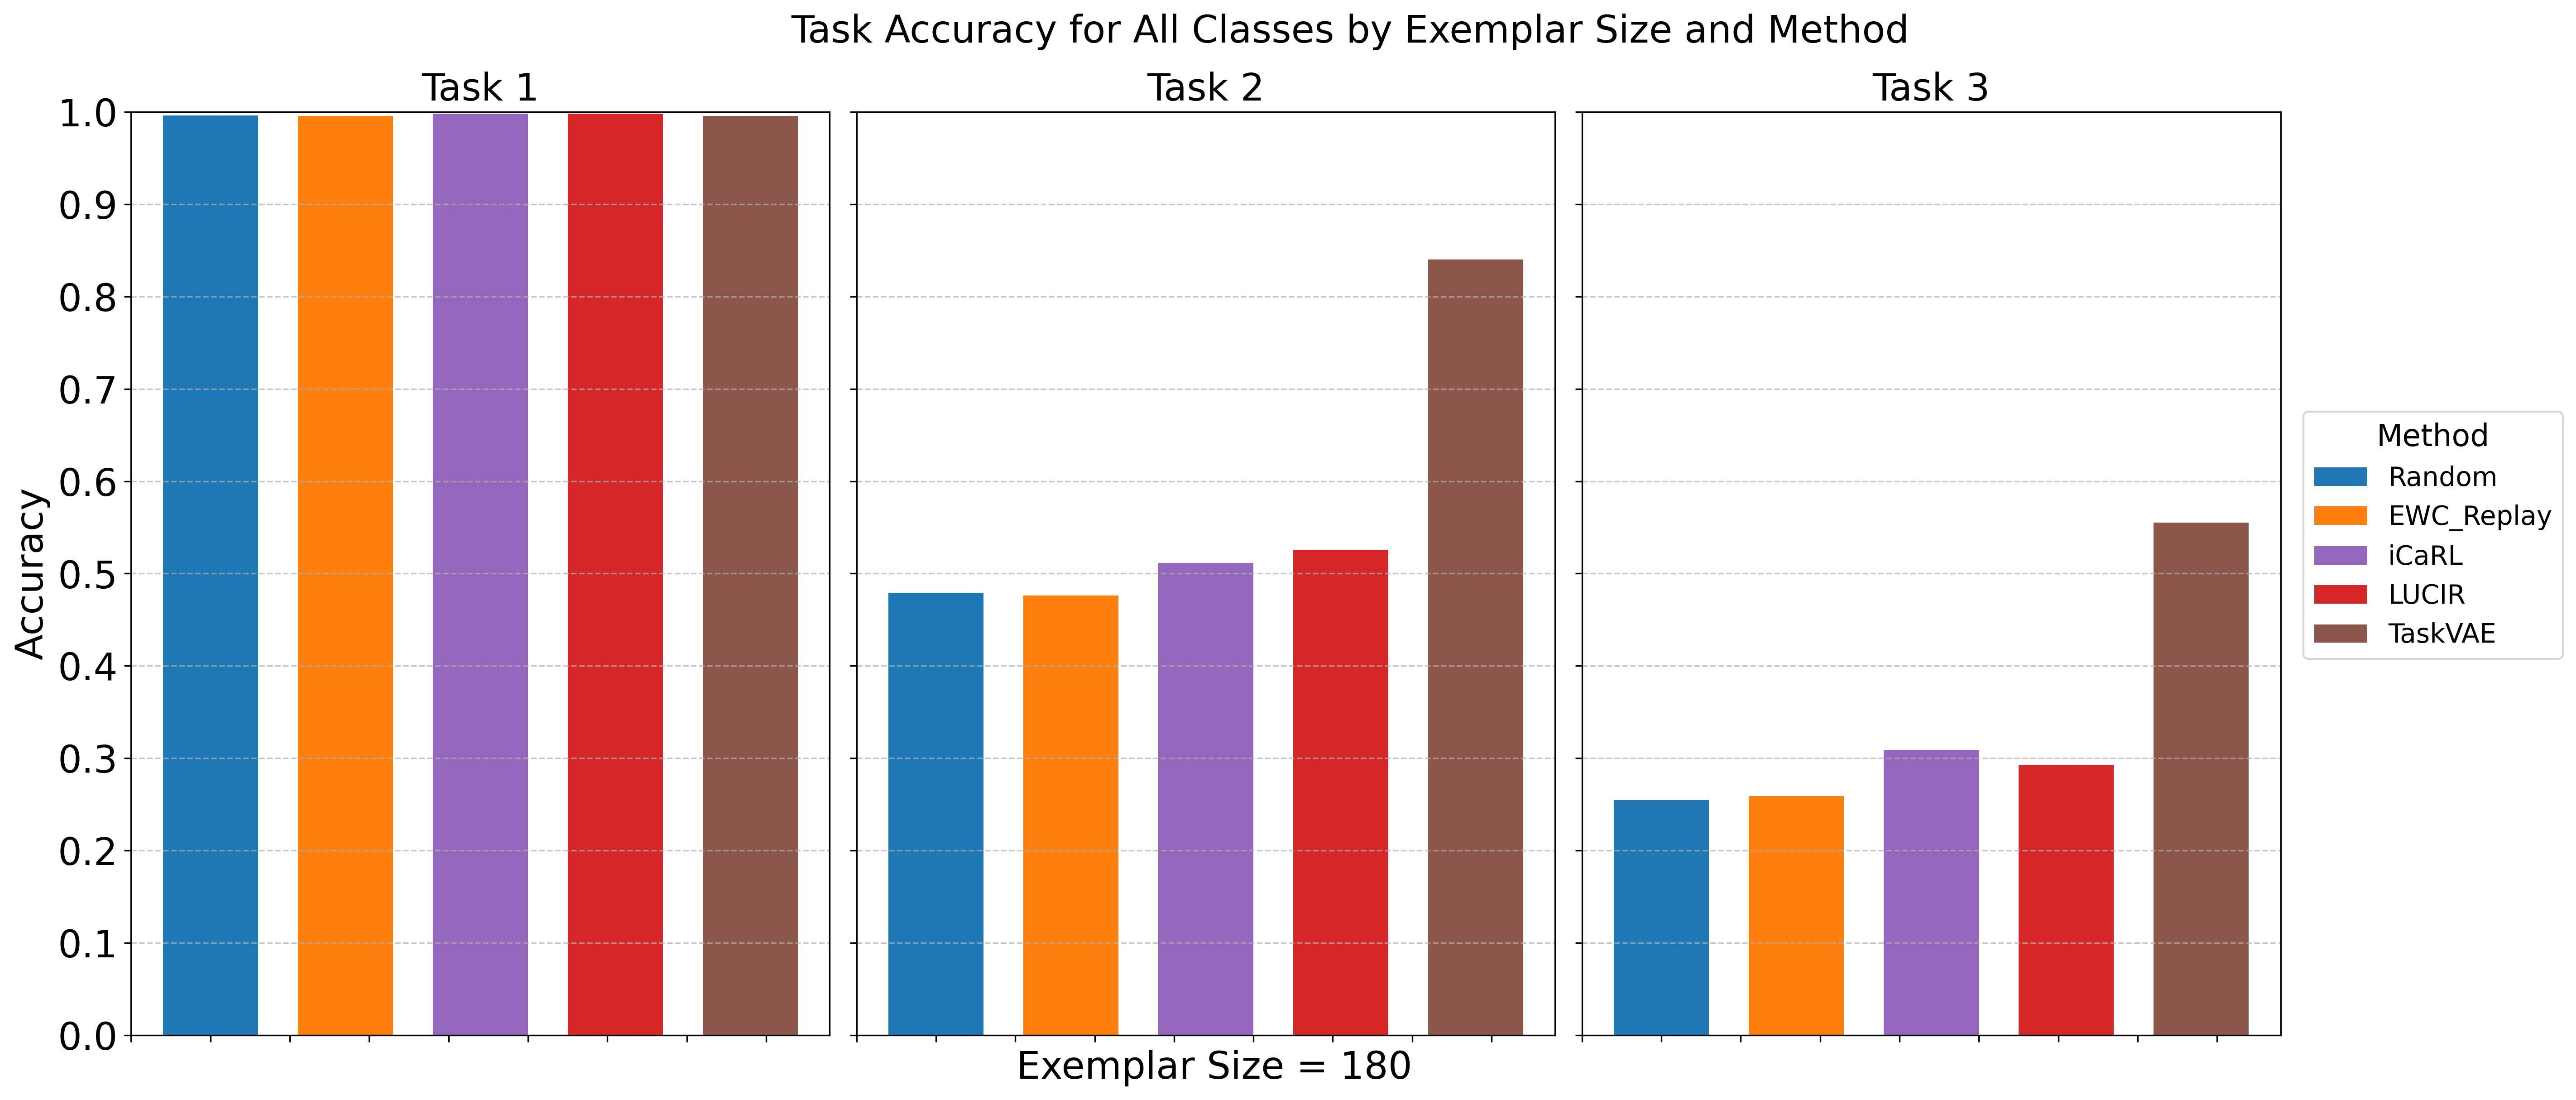 Task Accuracy for All Classes by Exemplar Size and Method
Task 1
Task 2
Task 3
1.0
0.9
0.8
0.7
0.6
0.5
0.4
0.3
0.2
0.1
0.0
Accuracy
Exemplar Size = 180
Method
Random
EWC_Replay
iCaRL
LUCIR
TaskVAE